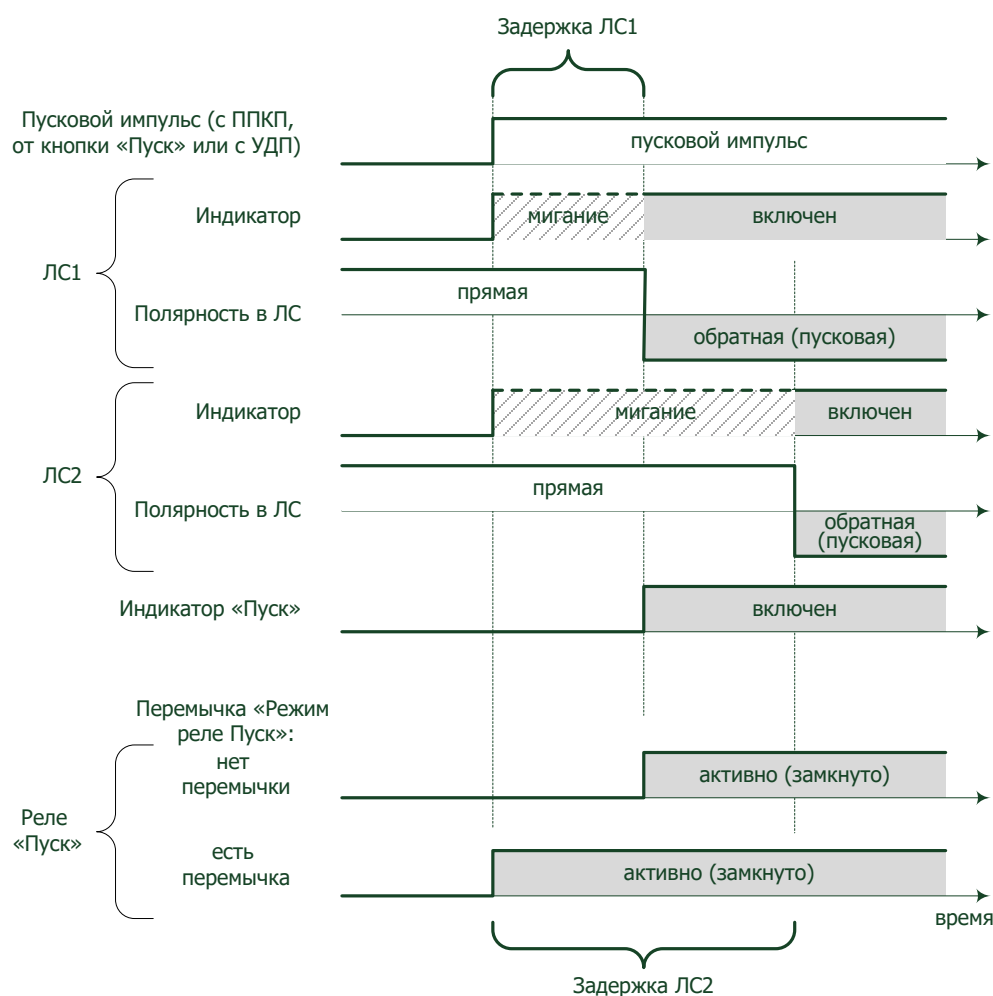 Задержка ЛС1
Пусковой импульс (с ППКП,
от кнопки «Пуск» или с УДП)
пусковой импульс
ЛС1
Индикатор
мигание
включен
Полярность в ЛС
прямая
обратная (пусковая)
ЛС2
Индикатор
мигание
включен
Полярность в ЛС
прямая
обратная
(пусковая)
Индикатор «Пуск»
включен
Реле
«Пуск»
Перемычка «Режим
реле Пуск»:
нет
перемычки
активно (замкнуто)
есть
перемычка
активно (замкнуто)
время
Задержка ЛС2